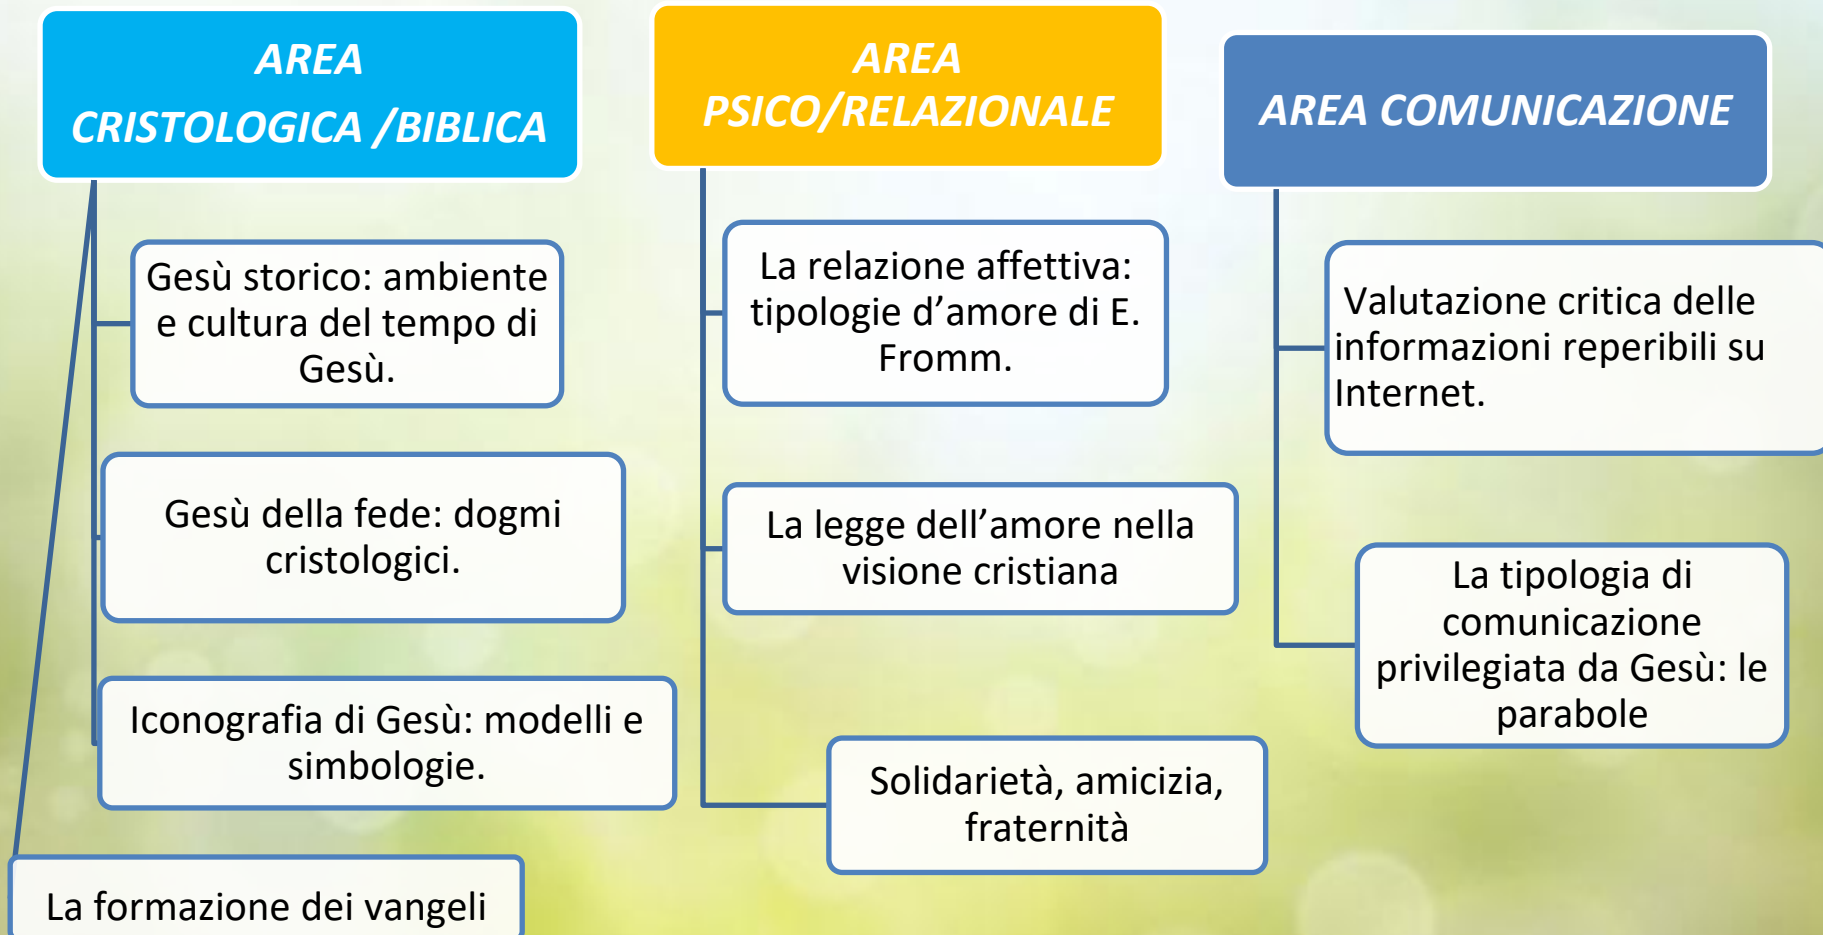 AREA
CRISTOLOGICA /BIBLICA
Gesù storico: ambiente
e cultura del tempo di
Gesù.
Gesù della fede: dogmi
cristologici.
Iconografia di Gesù: modelli e
simbologie.
La formazione dei vangeli
AREA
PSICO/RELAZIONALE
La relazione affettiva:
tipologie d’amore di E.
Fromm.
La legge dell’amore nella
visione cristiana
Solidarietà, amicizia,
fraternità
AREA COMUNICAZIONE
Valutazione critica delle
informazioni reperibili su
Internet.
La tipologia di
comunicazione
privilegiata da Gesù: le
parabole